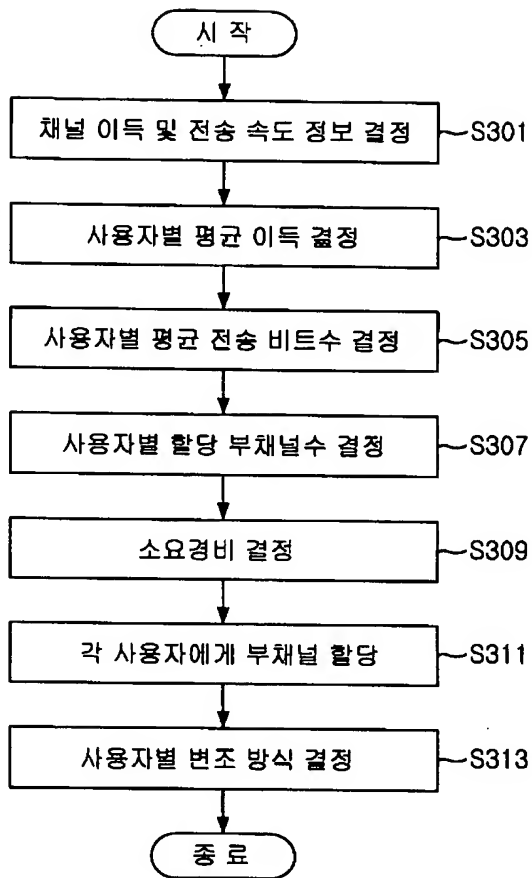 시 작
채널 이득 및 전송 속도 정보 결정 S301
사용자별 평균 이득 결정 S303
사용자별 평균 전송 비트수 결정 S305
사용자별 할당 부채널수 결정 S307
소요경비 결정 S309
각 사용자에게 부채널 할당 S311
사용자별 변조 방식 결정 S313
종 료